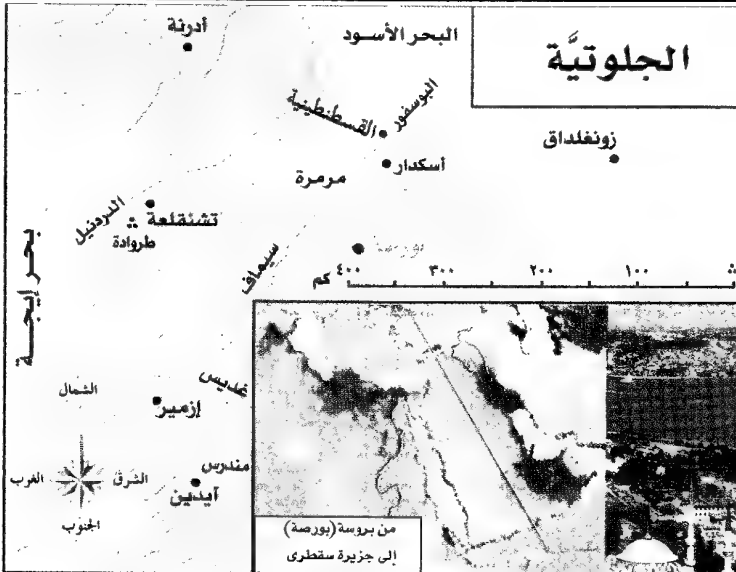 الجلوتيَّة
أدرنة
البحر الأسود
البوسفور
القسطنطينية
زونغلداق
أسكدار
مرمرة
الدردنيل
تشنقلعة
طروادة
سيماف
بورصة
كم ٤٠٠ ٣٠٠ ٢٠٠ ١٠٠
بحر إيجة
غديس
إزمير
الشمال
الغرب
الشرق
الجنوب
مندرس
آيدين
من بروسة (بورصة)
إلى جزيرة سقطرى